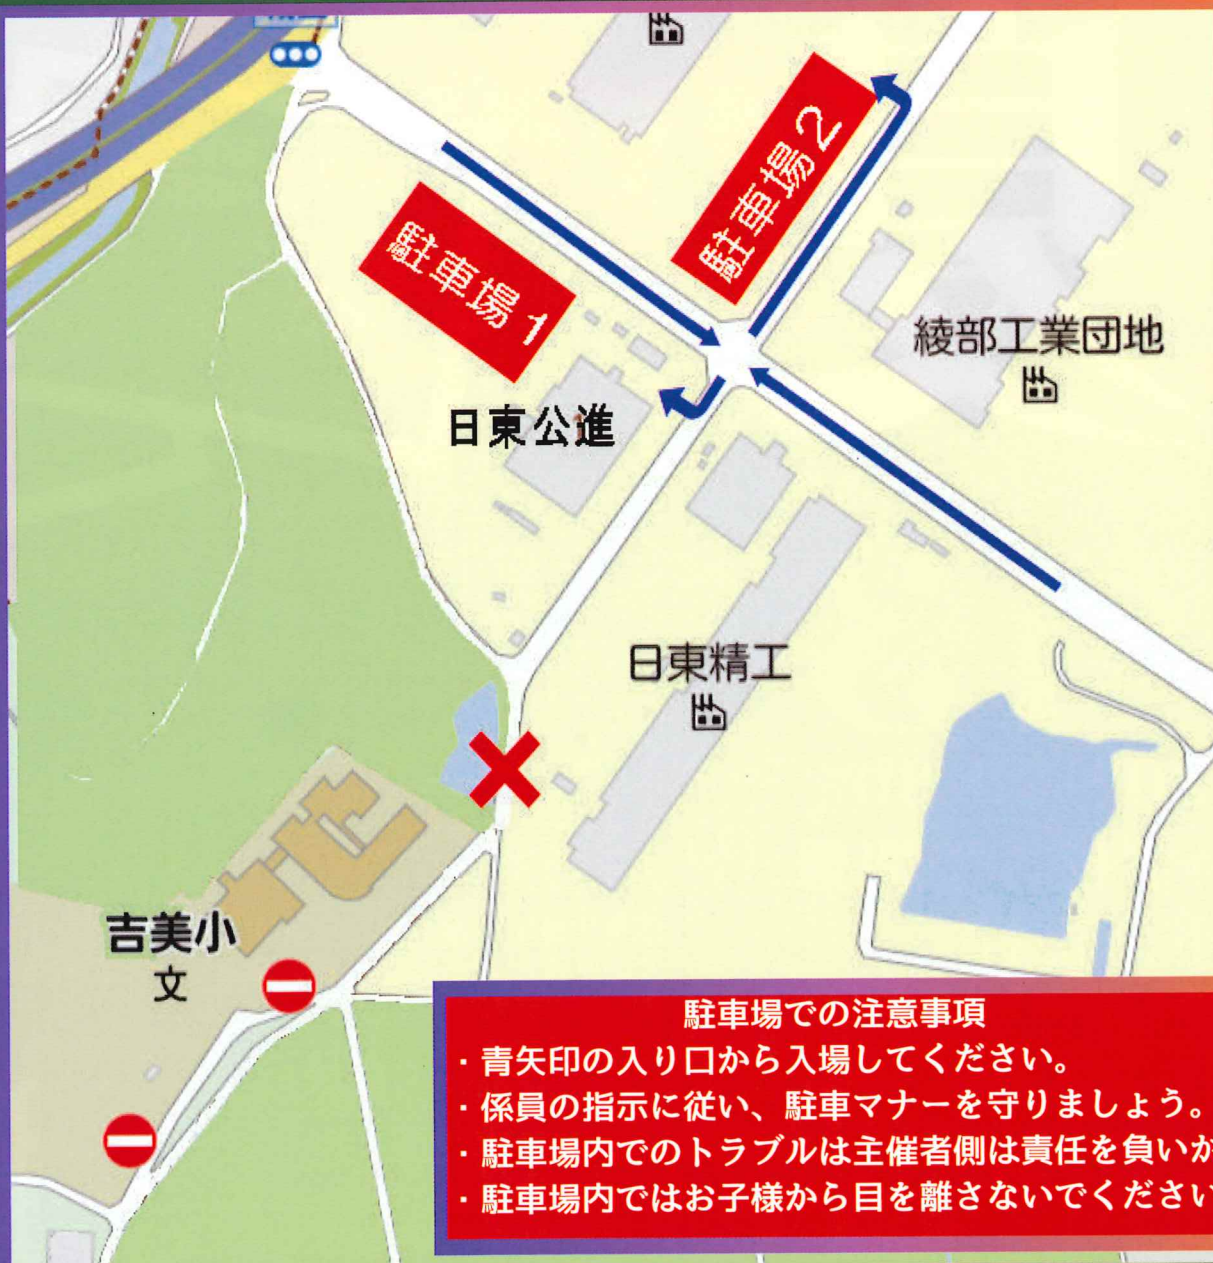 駐車場2
駐車場1
綾部工業団地
日東公進
日東精工
吉美小
文
駐車場での注意事項
・青矢印の入り口から入場してください。
・係員の指示に従い、駐車マナーを守りましょう。
・駐車場内でのトラブルは主催者側は責任を負いか
・駐車場内ではお子様から目を離さないでください